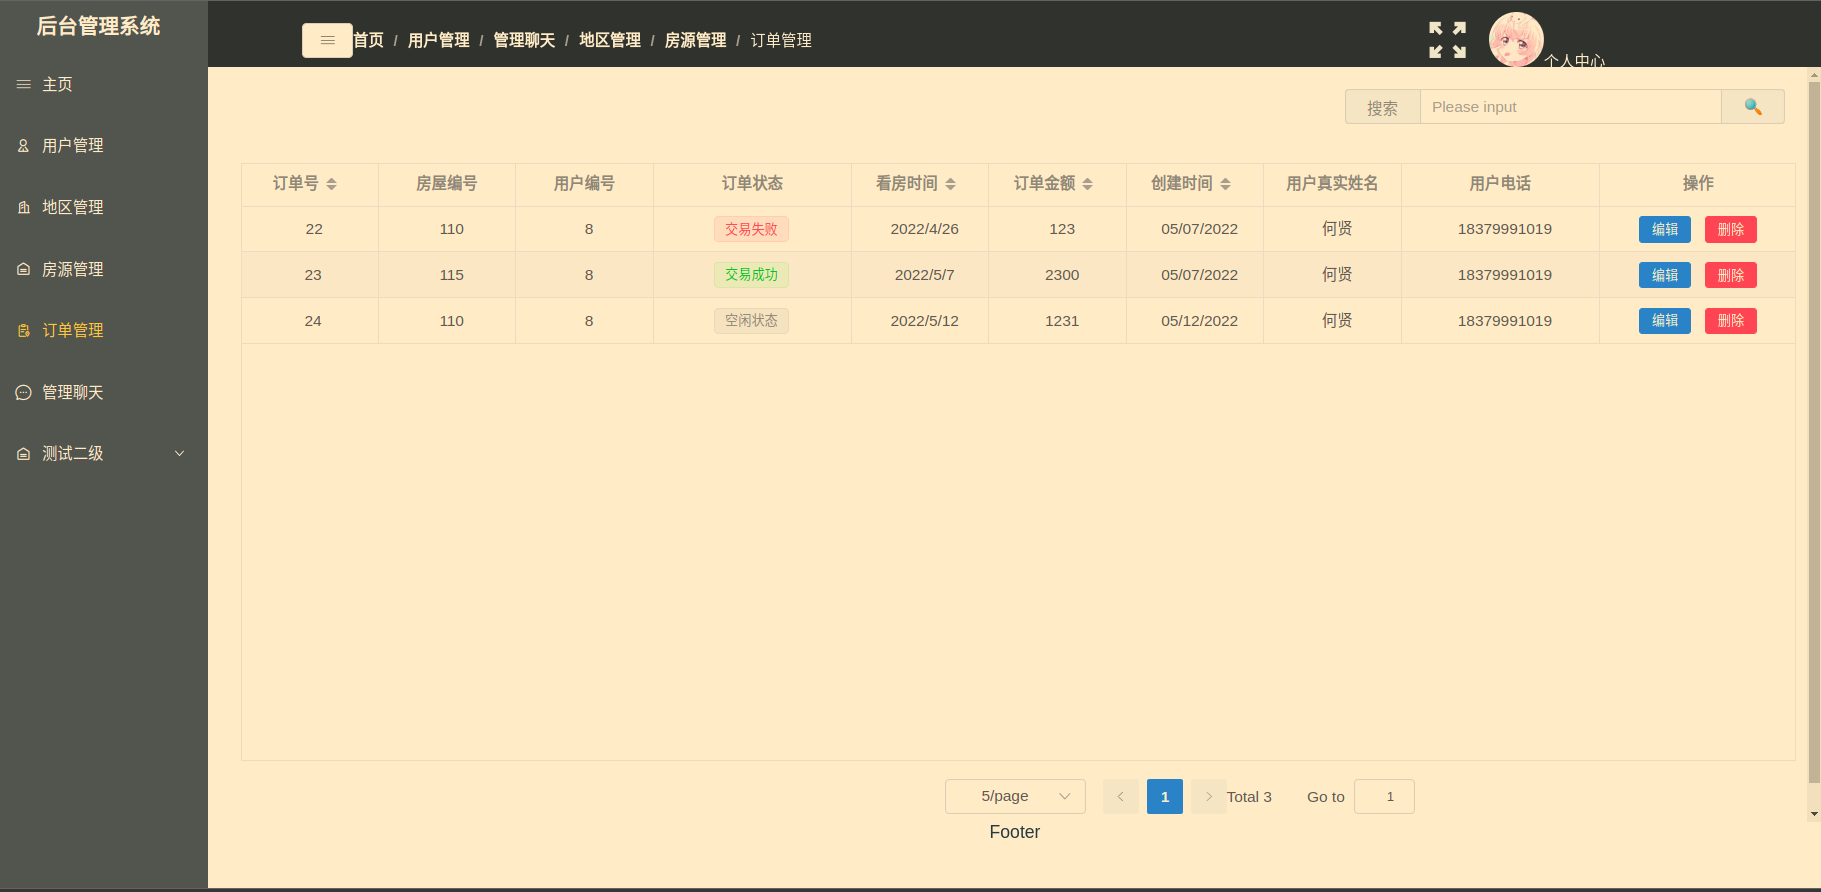 后台管理系统
首页 / 用户管理 / 管理聊天 / 地区管理 / 房源管理 / 订单管理
个人中心
主页
用户管理
地区管理
房源管理
订单管理
管理聊天
测试二级
搜索 Please input
订单号 房屋编号 用户编号 订单状态 看房时间 订单金额 创建时间 用户真实姓名 用户电话 操作
22 110 8 交易失败 2022/4/26 123 05/07/2022 何贤 18379991019 编辑 删除
23 115 8 交易成功 2022/5/7 2300 05/07/2022 何贤 18379991019 编辑 删除
24 110 8 空闲状态 2022/5/12 1231 05/12/2022 何贤 18379991019 编辑 删除
5/page 1 Total 3 Go to 1
Footer